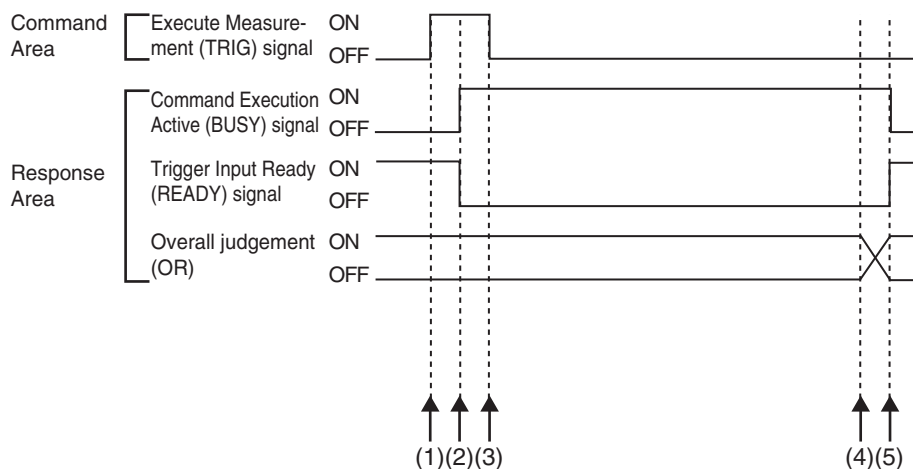 Command
Area
Execute Measure-
ment (TRIG) signal
ON
OFF
Response
Area
Command Execution
Active (BUSY) signal
ON
OFF
Trigger Input Ready
(READY) signal
ON
OFF
Overall judgement
(OR)
ON
OFF
(1)(2)(3) (4)(5)